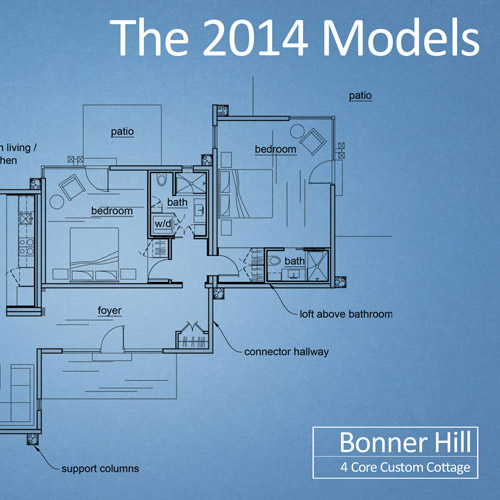 The 2014 Models
patio
patio
n living /
hen
bedroom
bath
bedroom
w/d
bath
foyer
loft above bathroom
connector hallway
Bonner Hill
4 Core Custom Cottage
support columns